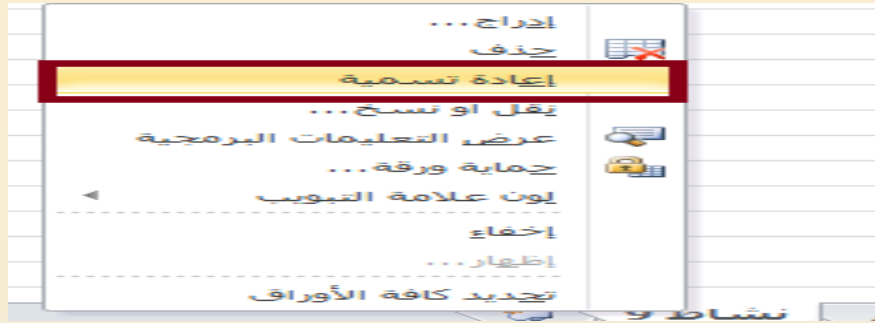 إدراج...
حذف
إعادة تسمية
نقل أو نسخ...
عرض التعليمات البرمجية
حماية ورقة...
لون علامة التبويب
إخفاء
إظهار...
تحديد كافة الأوراق
نشاط 9